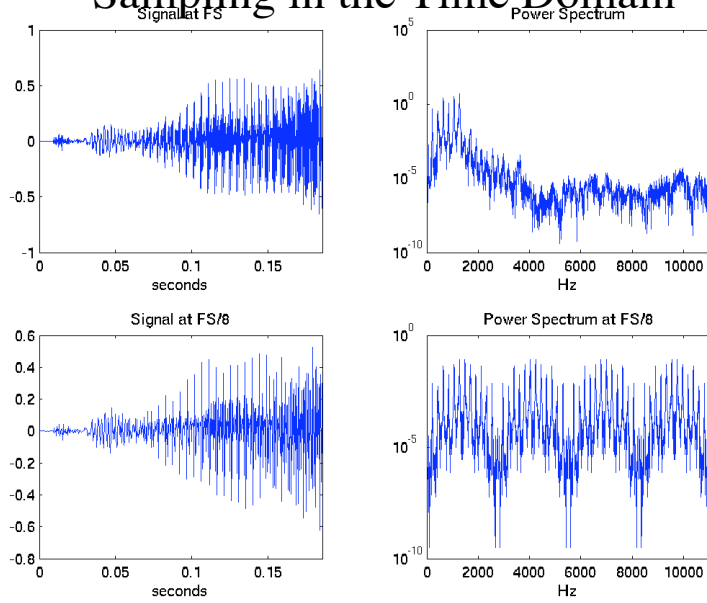 Sampling in the Time Domain
Signal at FS
1
0.5
0
-0.5
-1
0 0.05 0.1 0.15
seconds
Power Spectrum
10^5
10^0
10^-5
10^-10
0 2000 4000 6000 8000 10000
Hz
Signal at FS/8
0.6
0.4
0.2
0
-0.2
-0.4
-0.6
-0.8
0 0.05 0.1 0.15
seconds
Power Spectrum at FS/8
10^0
10^-5
10^-10
0 2000 4000 6000 8000 10000
Hz